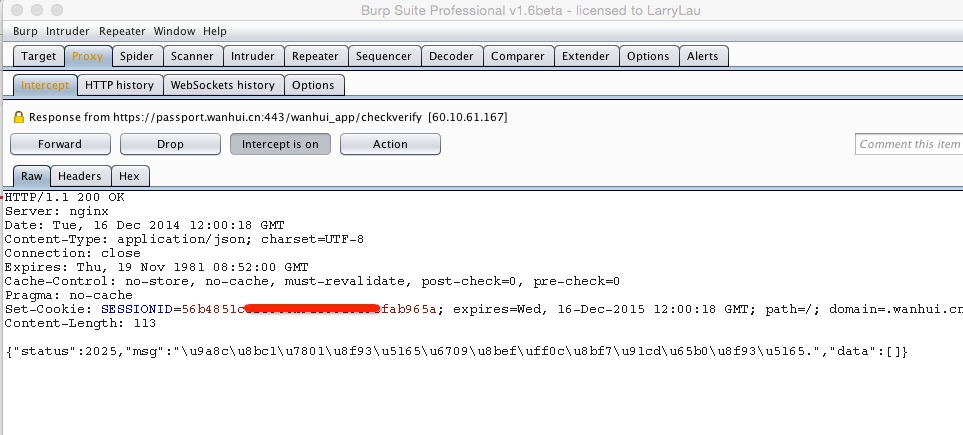 Burp Suite Professional v1.6beta - licensed to LarryLau
Burp Intruder Repeater Window Help
Target Proxy Spider Scanner Intruder Repeater Sequencer Decoder Comparer Extender Options Alerts
Intercept HTTP history WebSockets history Options
Response from https://passport.wanhui.cn:443/wanhui_app/checkverify [60.10.61.167]
Forward Drop Intercept is on Action Comment this item
Raw Headers Hex
HTTP/1.1 200 OK
Server: nginx
Date: Tue, 16 Dec 2014 12:00:18 GMT
Content-Type: application/json; charset=UTF-8
Connection: close
Expires: Thu, 19 Nov 1981 08:52:00 GMT
Cache-Control: no-store, no-cache, must-revalidate, post-check=0, pre-check=0
Pragma: no-cache
Set-Cookie: SESSIONID=56b4851c fab965a; expires=Wed, 16-Dec-2015 12:00:18 GMT; path=/; domain=.wanhui.cn
Content-Length: 113
{"status":2025,"msg":"\u9a8c\u8bc1\u7801\u8f93\u5165\u6709\u8bef\uff0c\u8bf7\u91cd\u65b0\u8f93\u5165.","data":[]}